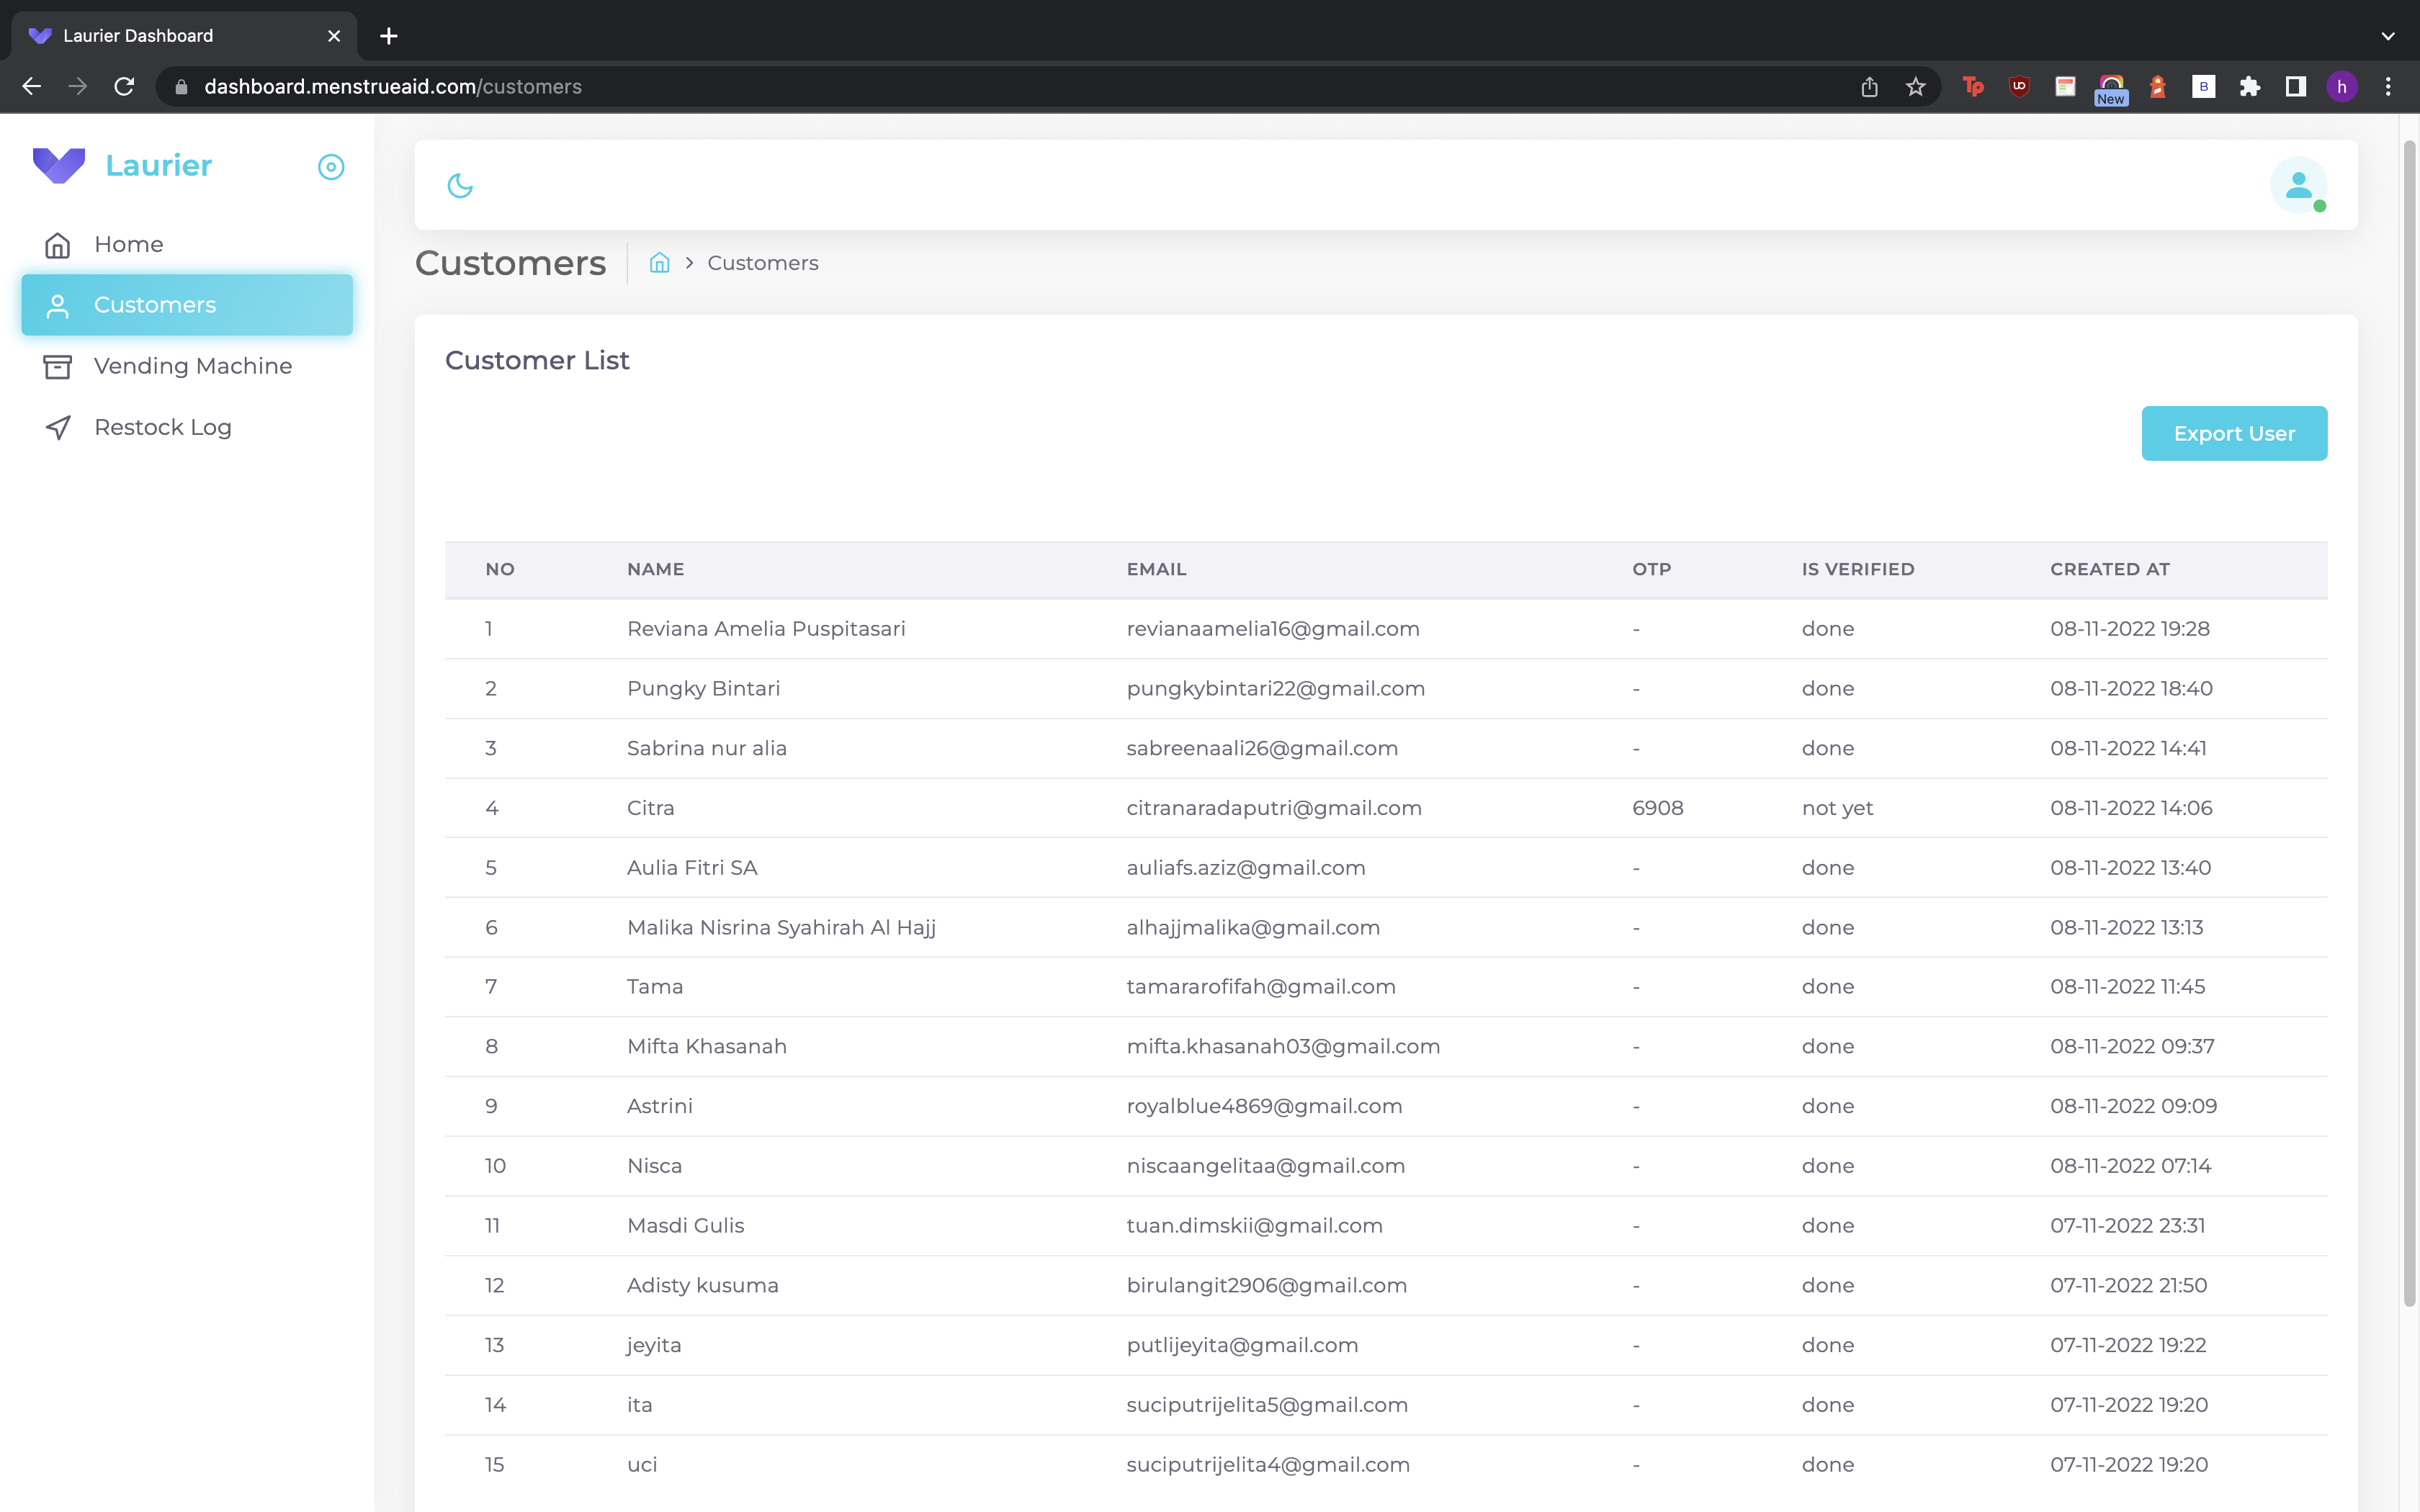 Laurier Dashboard
dashboard.menstrueaid.com/customers
Tp
UO
New
B
h
Laurier
Home
Customers
Vending Machine
Restock Log
Customers
Customers
Customer List
Export User
NO NAME EMAIL OTP IS VERIFIED CREATED AT
1 Reviana Amelia Puspitasari revianaamelia16@gmail.com - done 08-11-2022 19:28
2 Pungky Bintari pungkybintari22@gmail.com - done 08-11-2022 18:40
3 Sabrina nur alia sabreenaali26@gmail.com - done 08-11-2022 14:41
4 Citra citranaradaputri@gmail.com 6908 not yet 08-11-2022 14:06
5 Aulia Fitri SA auliafs.aziz@gmail.com - done 08-11-2022 13:40
6 Malika Nisrina Syahirah Al Hajj alhajjmalika@gmail.com - done 08-11-2022 13:13
7 Tama tamararofifah@gmail.com - done 08-11-2022 11:45
8 Mifta Khasanah mifta.khasanah03@gmail.com - done 08-11-2022 09:37
9 Astrini royalblue4869@gmail.com - done 08-11-2022 09:09
10 Nisca niscaangelitaa@gmail.com - done 08-11-2022 07:14
11 Masdi Gulis tuan.dimskii@gmail.com - done 07-11-2022 23:31
12 Adisty kusuma birulangit2906@gmail.com - done 07-11-2022 21:50
13 jeyita putlijeyita@gmail.com - done 07-11-2022 19:22
14 ita suciputrijelita5@gmail.com - done 07-11-2022 19:20
15 uci suciputrijelita4@gmail.com - done 07-11-2022 19:20